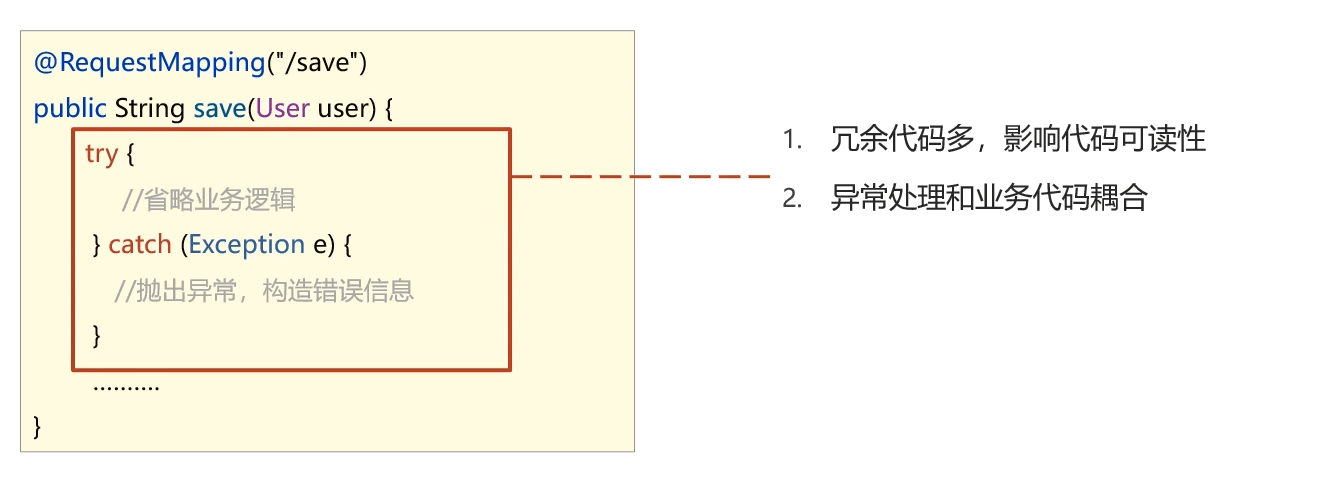 @RequestMapping("/save")
public String save(User user) {
try {
//省略业务逻辑
} catch (Exception e) {
//抛出异常，构造错误信息
}
..........
}
1. 冗余代码多，影响代码可读性
2. 异常处理和业务代码耦合